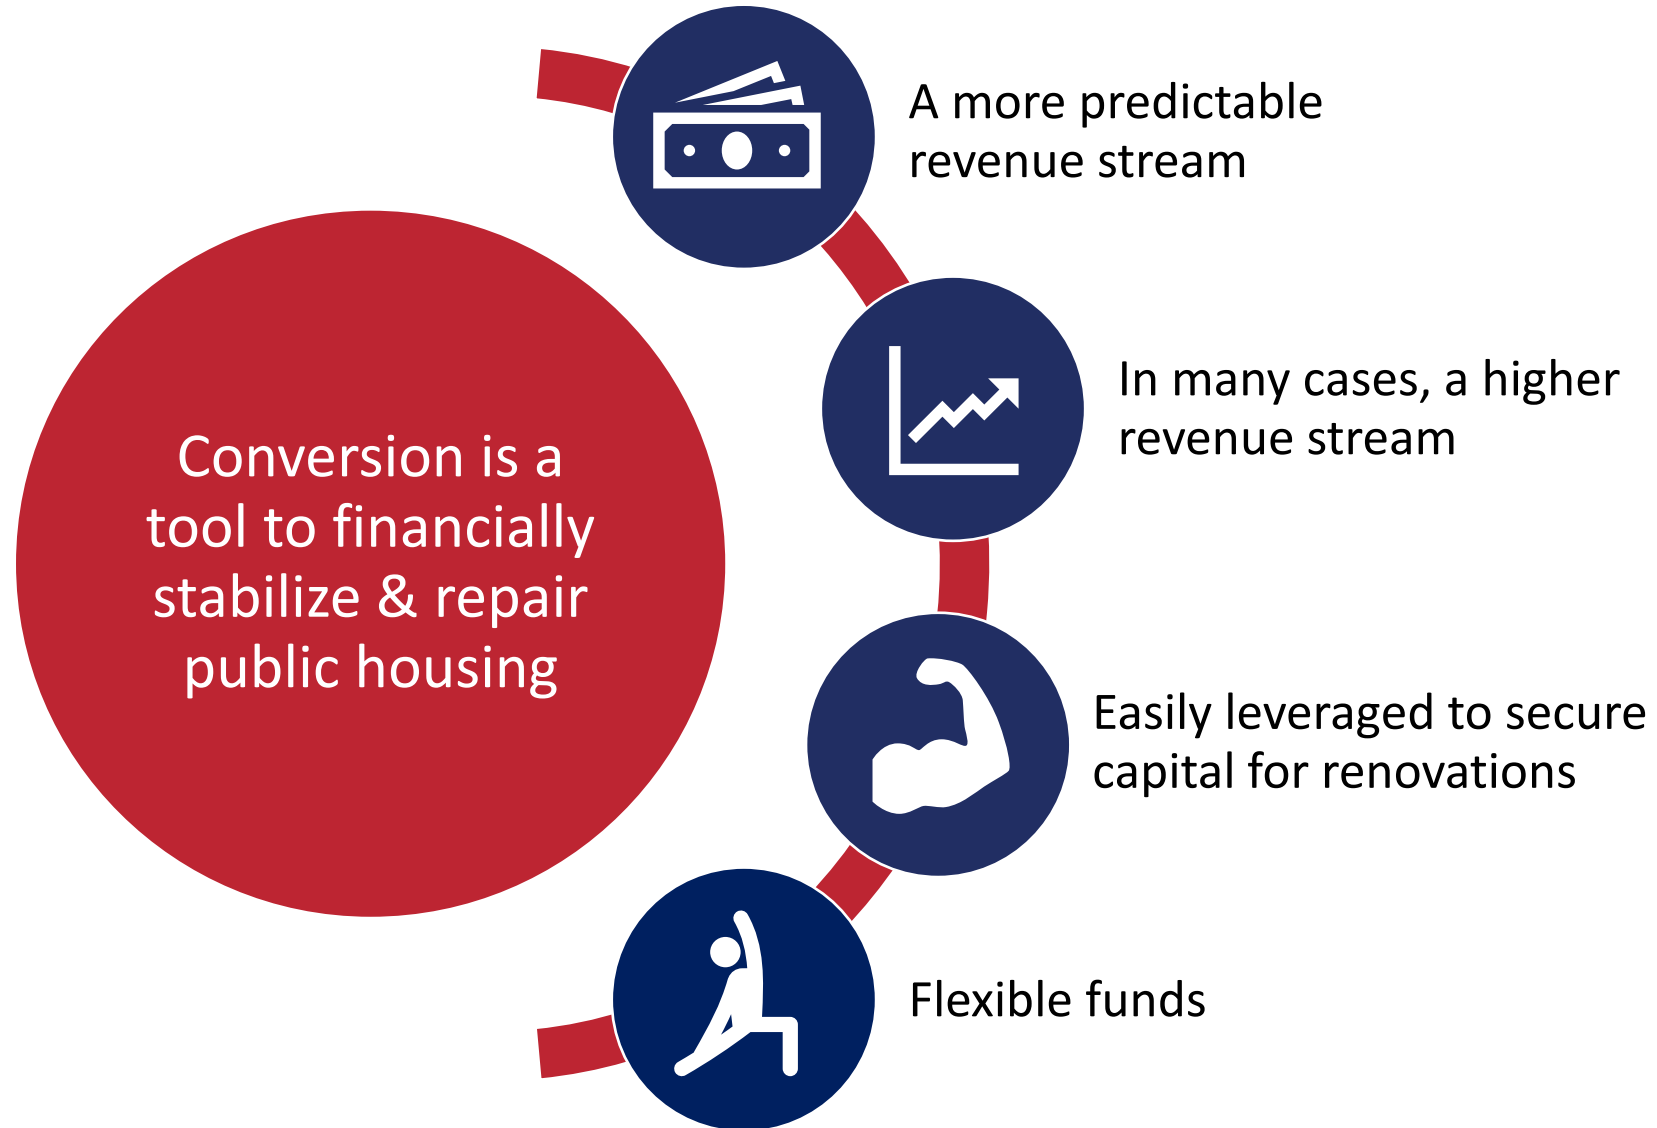 Conversion is a
tool to financially
stabilize & repair
public housing
A more predictable
revenue stream
In many cases, a higher
revenue stream
Easily leveraged to secure
capital for renovations
Flexible funds